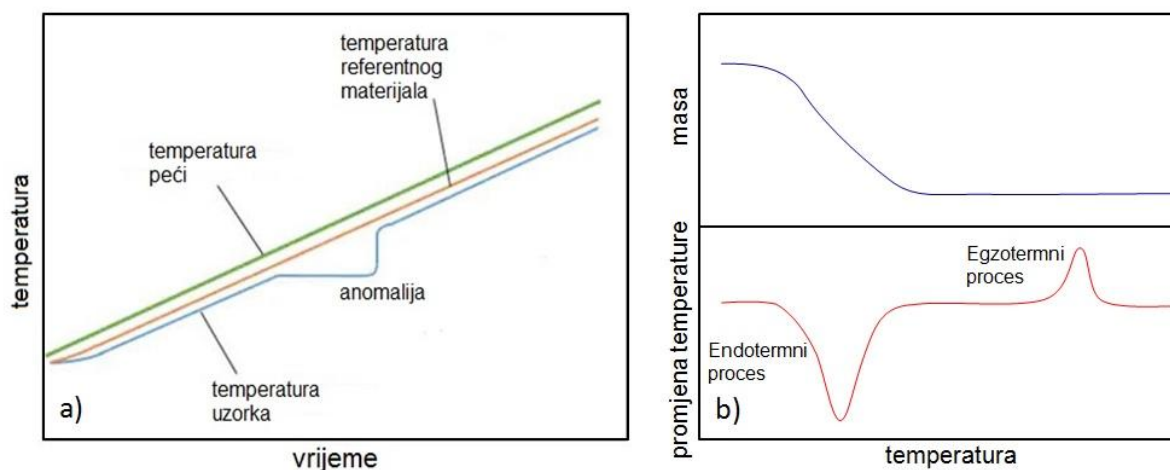 temperatura
referentnog
materijala
temperatura
peći
temperatura
anomalija
temperatura
uzorka
a)
vrijeme
masa
promjena temperature
Egzotermni
proces
Endotermni
proces
b)
temperatura